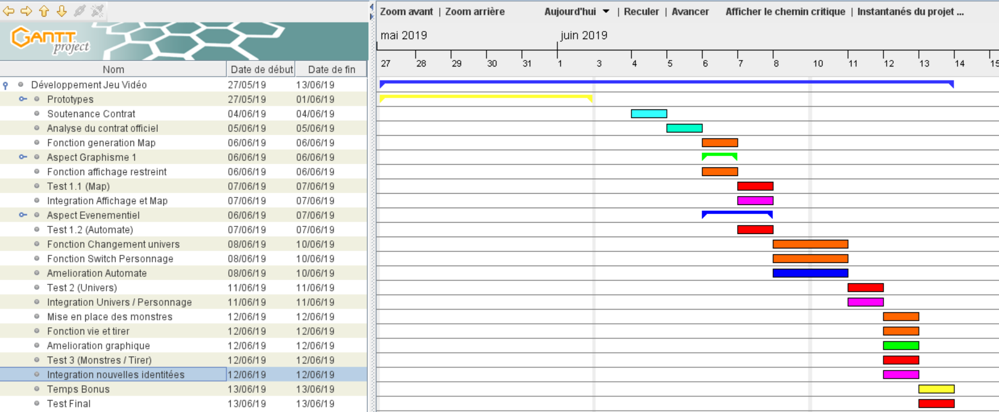 Zoom avant | Zoom arrière Aujourd'hui | Reculer | Avancer Afficher le chemin critique | Instantanés du projet ...
GANTT
project
mai 2019 juin 2019
27 28 29 30 31 1 3 4 5 6 7 8 10 11 12 13 14 15
Nom Date de début Date de fin
Développement Jeu Vidéo 27/05/19 13/06/19
Prototypes 27/05/19 01/06/19
Soutenance Contrat 04/06/19 04/06/19
Analyse du contrat officiel 05/06/19 05/06/19
Fonction generation Map 06/06/19 06/06/19
Aspect Graphisme 1 06/06/19 06/06/19
Fonction affichage restreint 06/06/19 06/06/19
Test 1.1 (Map) 07/06/19 07/06/19
Integration Affichage et Map 07/06/19 07/06/19
Aspect Evenementiel 06/06/19 07/06/19
Test 1.2 (Automate) 07/06/19 07/06/19
Fonction Changement univers 08/06/19 10/06/19
Fonction Switch Personnage 08/06/19 10/06/19
Amelioration Automate 08/06/19 10/06/19
Test 2 (Univers) 11/06/19 11/06/19
Integration Univers / Personnage 11/06/19 11/06/19
Mise en place des monstres 12/06/19 12/06/19
Fonction vie et tirer 12/06/19 12/06/19
Amelioration graphique 12/06/19 12/06/19
Test 3 (Monstres / Tirer) 12/06/19 12/06/19
Integration nouvelles identitées 12/06/19 12/06/19
Temps Bonus 13/06/19 13/06/19
Test Final 13/06/19 13/06/19